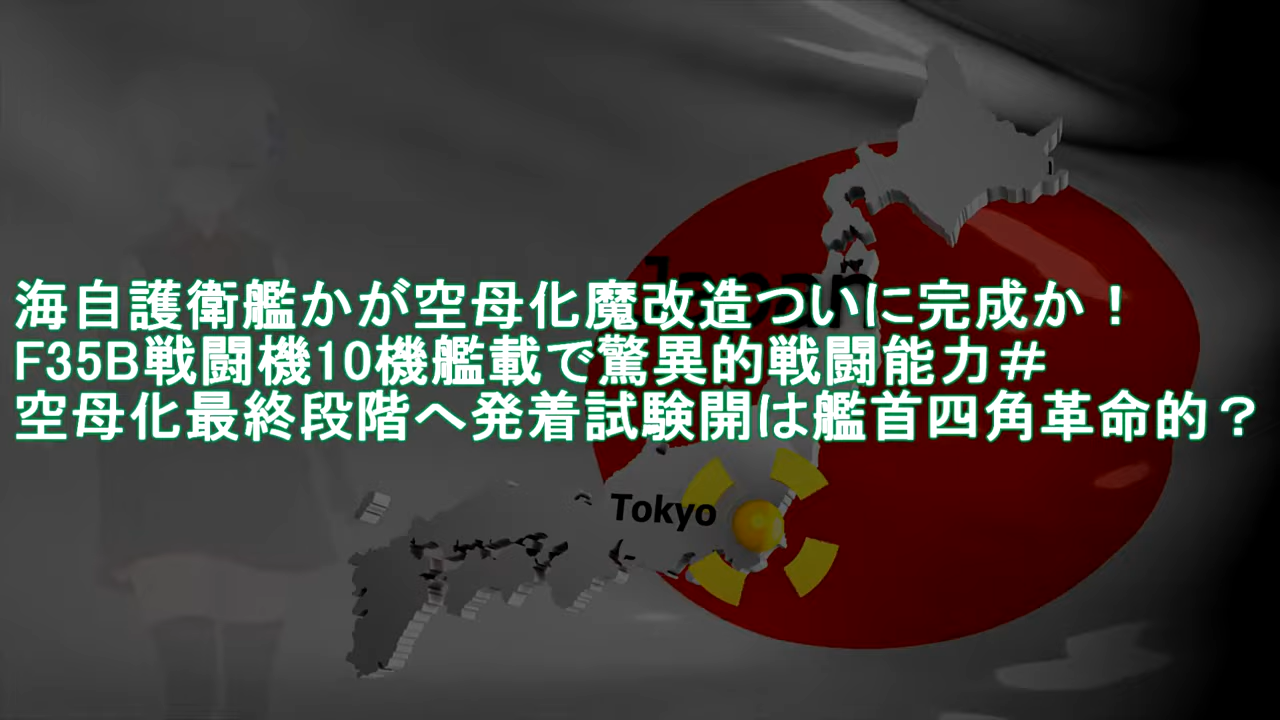 Japan
海自護衛艦かが空母化魔改造ついに完成か！
F35B戦闘機10機艦載で驚異的戦闘能力＃
空母化最終段階へ発着試験開は艦首四角革命的？
Tokyo